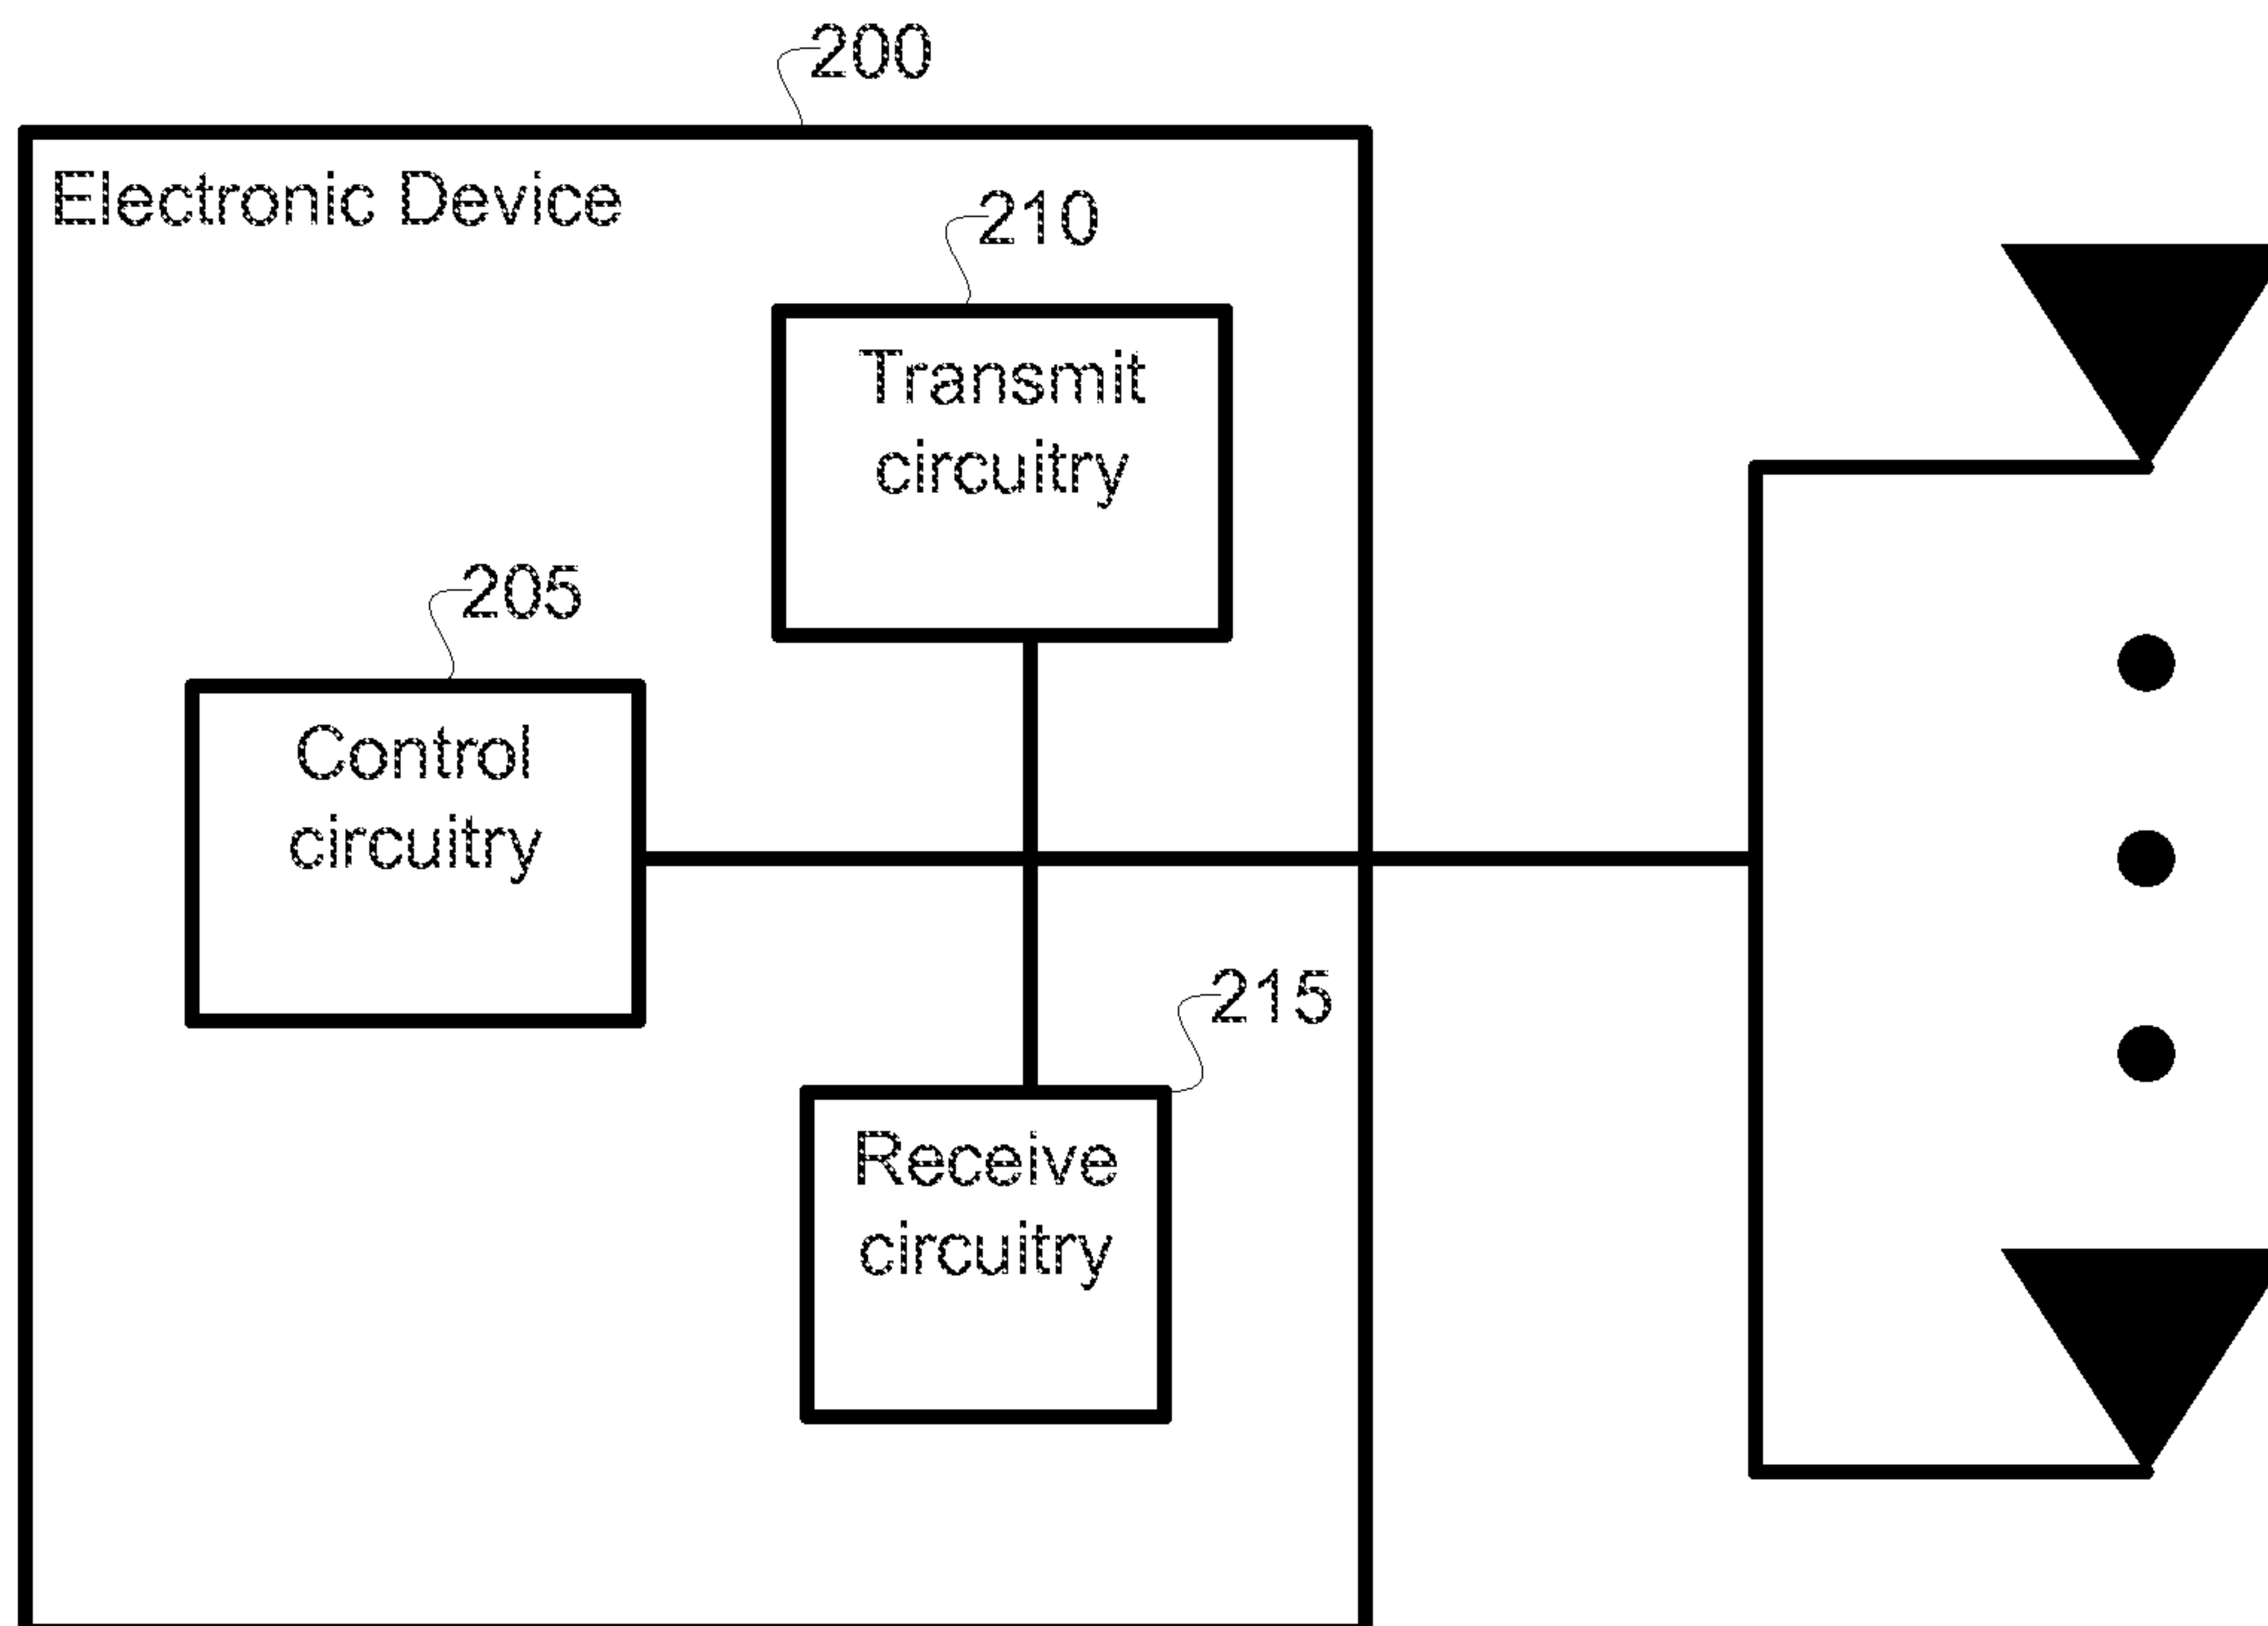 200
Electronic Device
210
Transmit
circuitry
205
Control
circuitry
215
Receive
circuitry